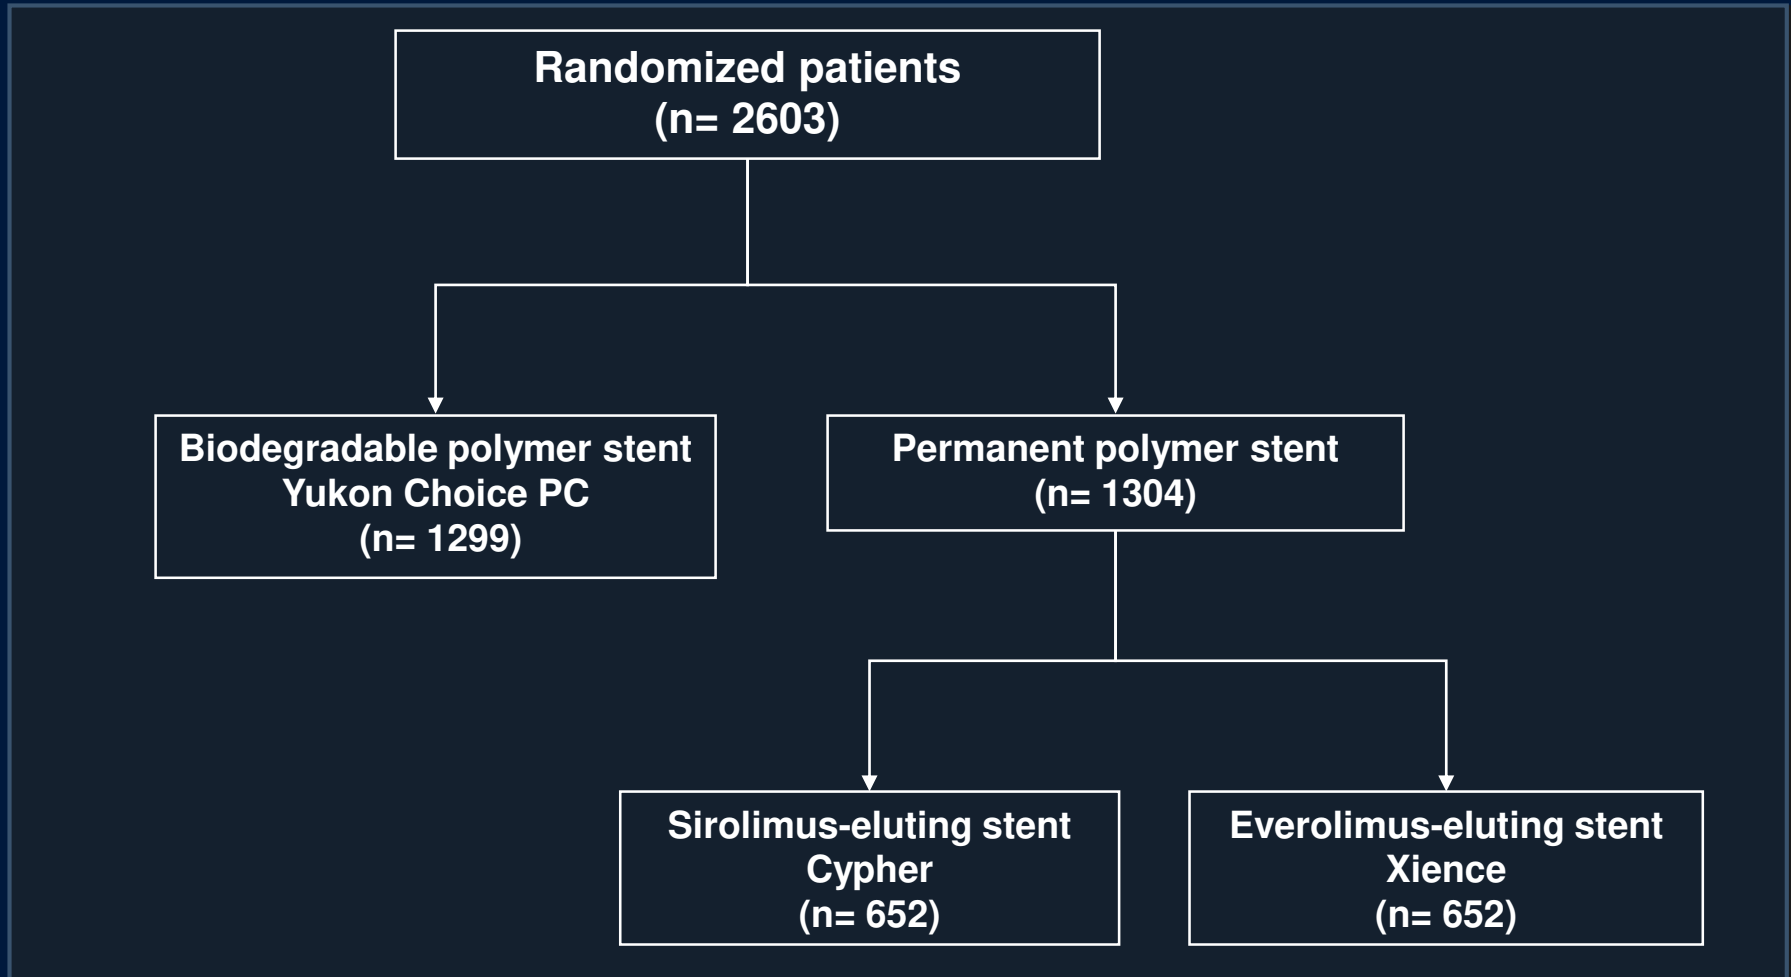 Randomized patients
(n= 2603)
Biodegradable polymer stent
Yukon Choice PC
(n= 1299)
Permanent polymer stent
(n= 1304)
Sirolimus-eluting stent
Cypher
(n= 652)
Everolimus-eluting stent
Xience
(n= 652)